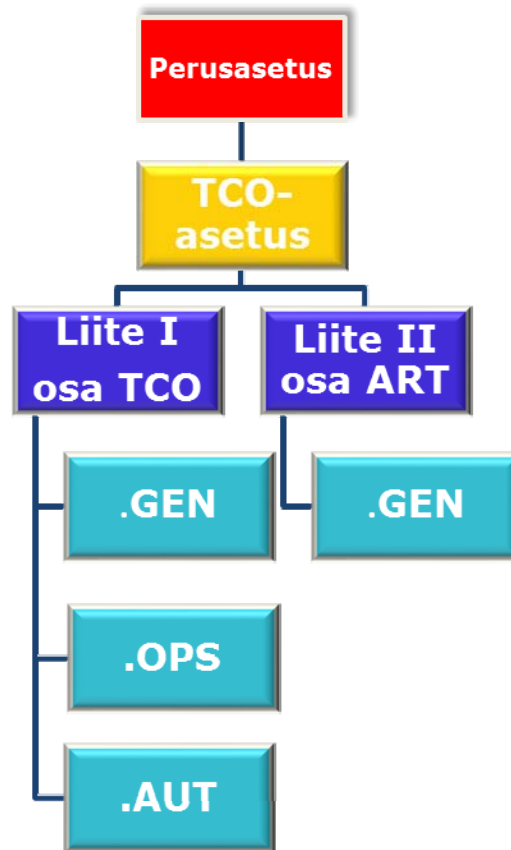 Perusasetus
TCO-
asetus
Liite I
osa TCO
Liite II
osa ART
.GEN
.GEN
.OPS
.AUT